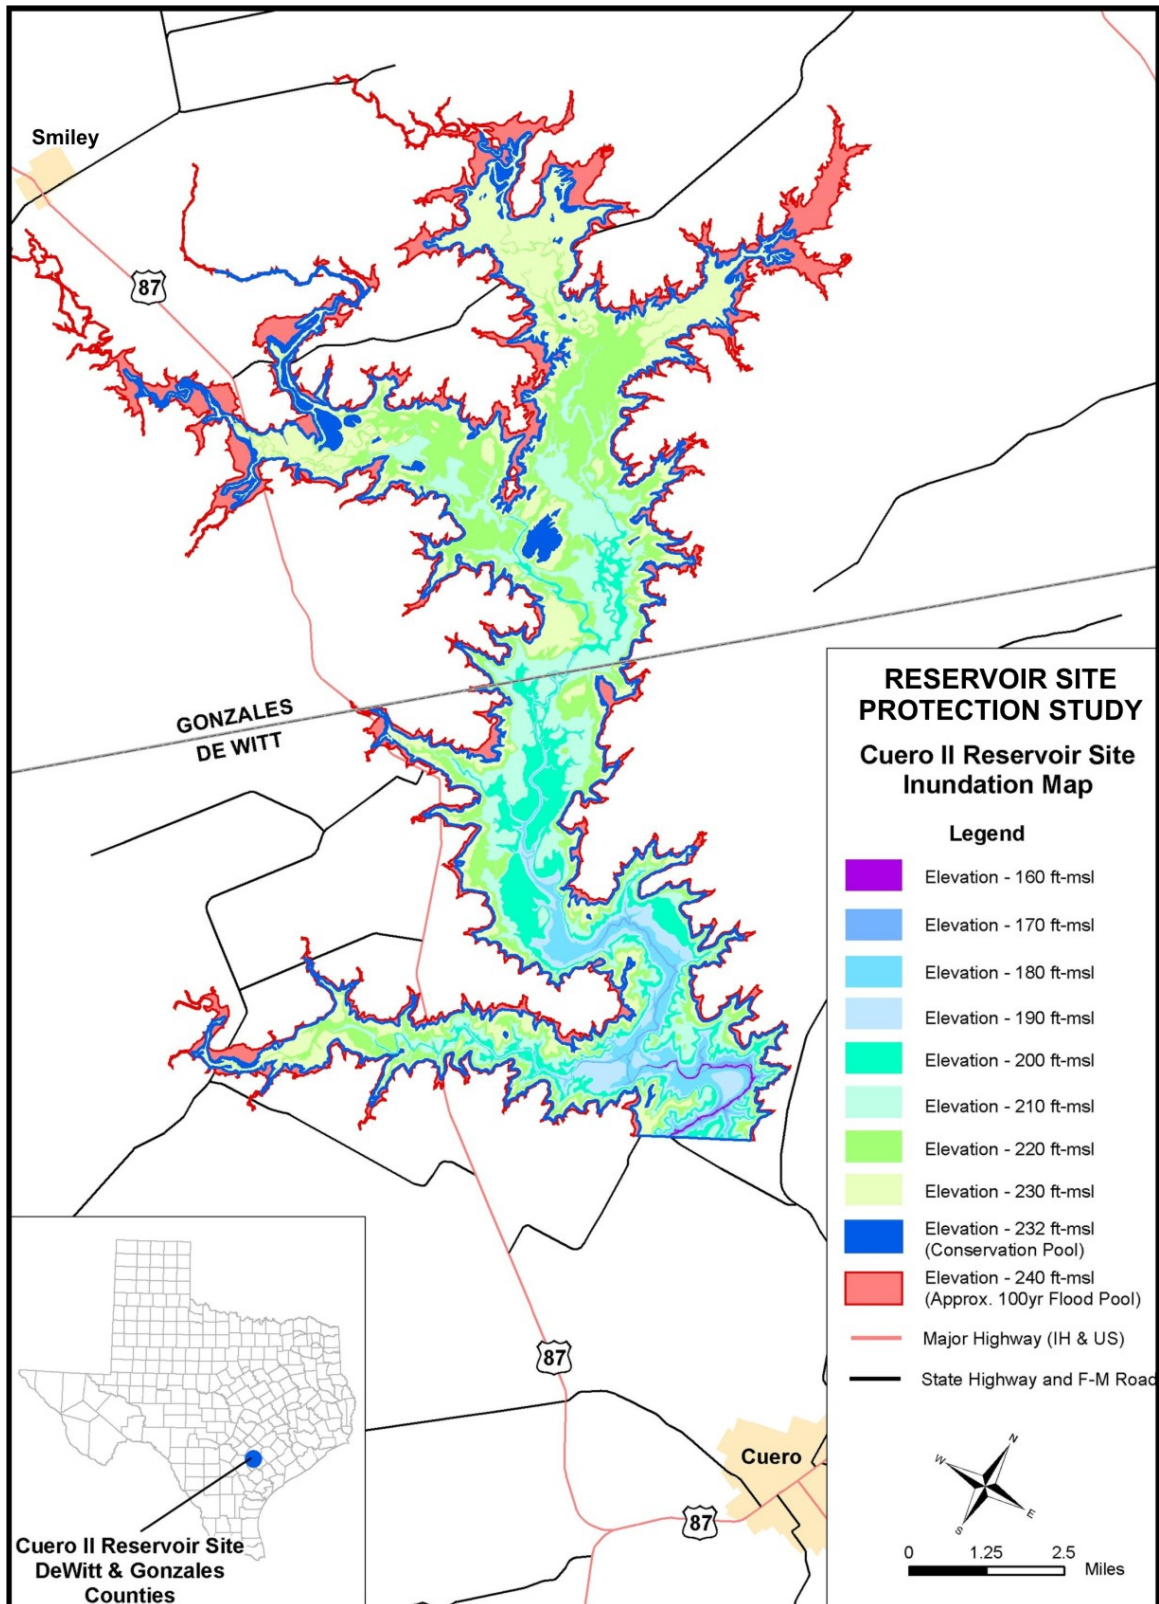 Smiley
87
GONZALES
DE WITT
RESERVOIR SITE
PROTECTION STUDY
Cuero II Reservoir Site
Inundation Map
Legend
Elevation - 160 ft-msl
Elevation - 170 ft-msl
Elevation - 180 ft-msl
Elevation - 190 ft-msl
Elevation - 200 ft-msl
Elevation - 210 ft-msl
Elevation - 220 ft-msl
Elevation - 230 ft-msl
Elevation - 232 ft-msl
(Conservation Pool)
Elevation - 240 ft-msl
(Approx. 100yr Flood Pool)
Major Highway (IH & US)
State Highway and F-M Road
87
Cuero
87
N
W
E
S
0 1.25 2.5
Miles
Cuero II Reservoir Site
DeWitt & Gonzales
Counties